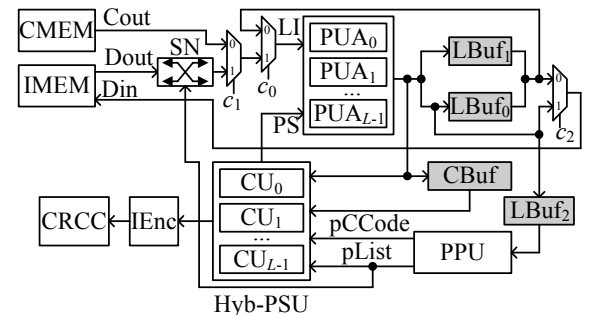 CMEM
Cout
SN
0
1
c1
0
1
c0
LI
PUA0
PUA1
...
PUAL-1
LBuf1
LBuf0
0
1
c2
IMEM
Dout
Din
PS
CU0
CU1
...
CUL-1
CBuf
LBuf2
CRCC
IEnc
pCCode
pList
PPU
Hyb-PSU